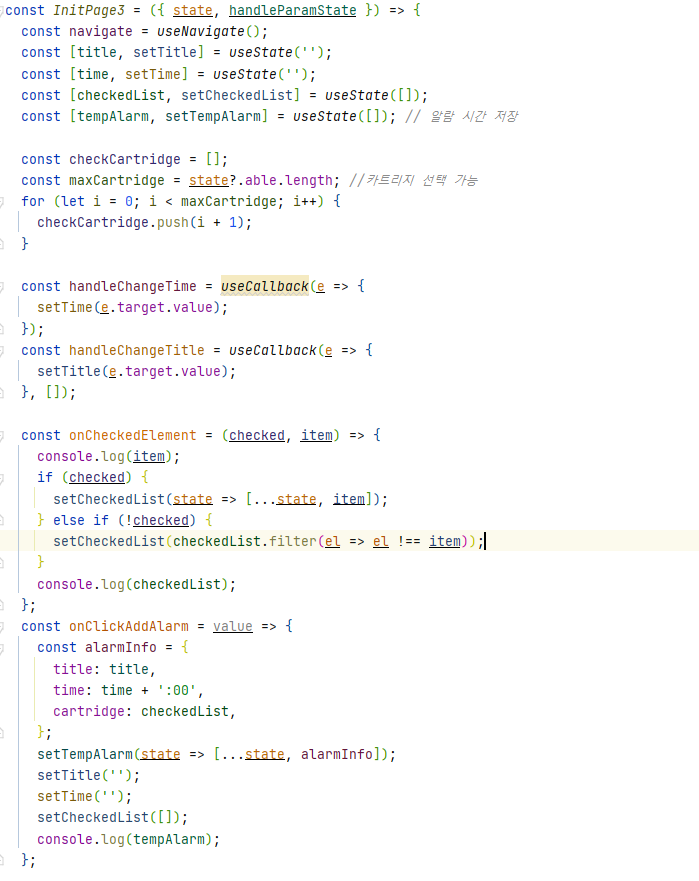 const InitPage3 = ({ state, handleParamState }) => {
const navigate = useNavigate();
const [title, setTitle] = useState('');
const [time, setTime] = useState('');
const [checkedList, setCheckedList] = useState([]);
const [tempAlarm, setTempAlarm] = useState([]); // 알람 시간 저장
const checkCartridge = [];
const maxCartridge = state?.able.length; //카트리지 선택 가능
for (let i = 0; i < maxCartridge; i++) {
checkCartridge.push(i + 1);
}
const handleChangeTime = useCallback(e => {
setTime(e.target.value);
});
const handleChangeTitle = useCallback(e => {
setTitle(e.target.value);
}, []);
const onCheckedElement = (checked, item) => {
console.log(item);
if (checked) {
setCheckedList(state => [...state, item]);
} else if (!checked) {
setCheckedList(checkedList.filter(el => el !== item));
}
console.log(checkedList);
};
const onClickAddAlarm = value => {
const alarmInfo = {
title: title,
time: time + ':00',
cartridge: checkedList,
};
setTempAlarm(state => [...state, alarmInfo]);
setTitle('');
setTime('');
setCheckedList([]);
console.log(tempAlarm);
};